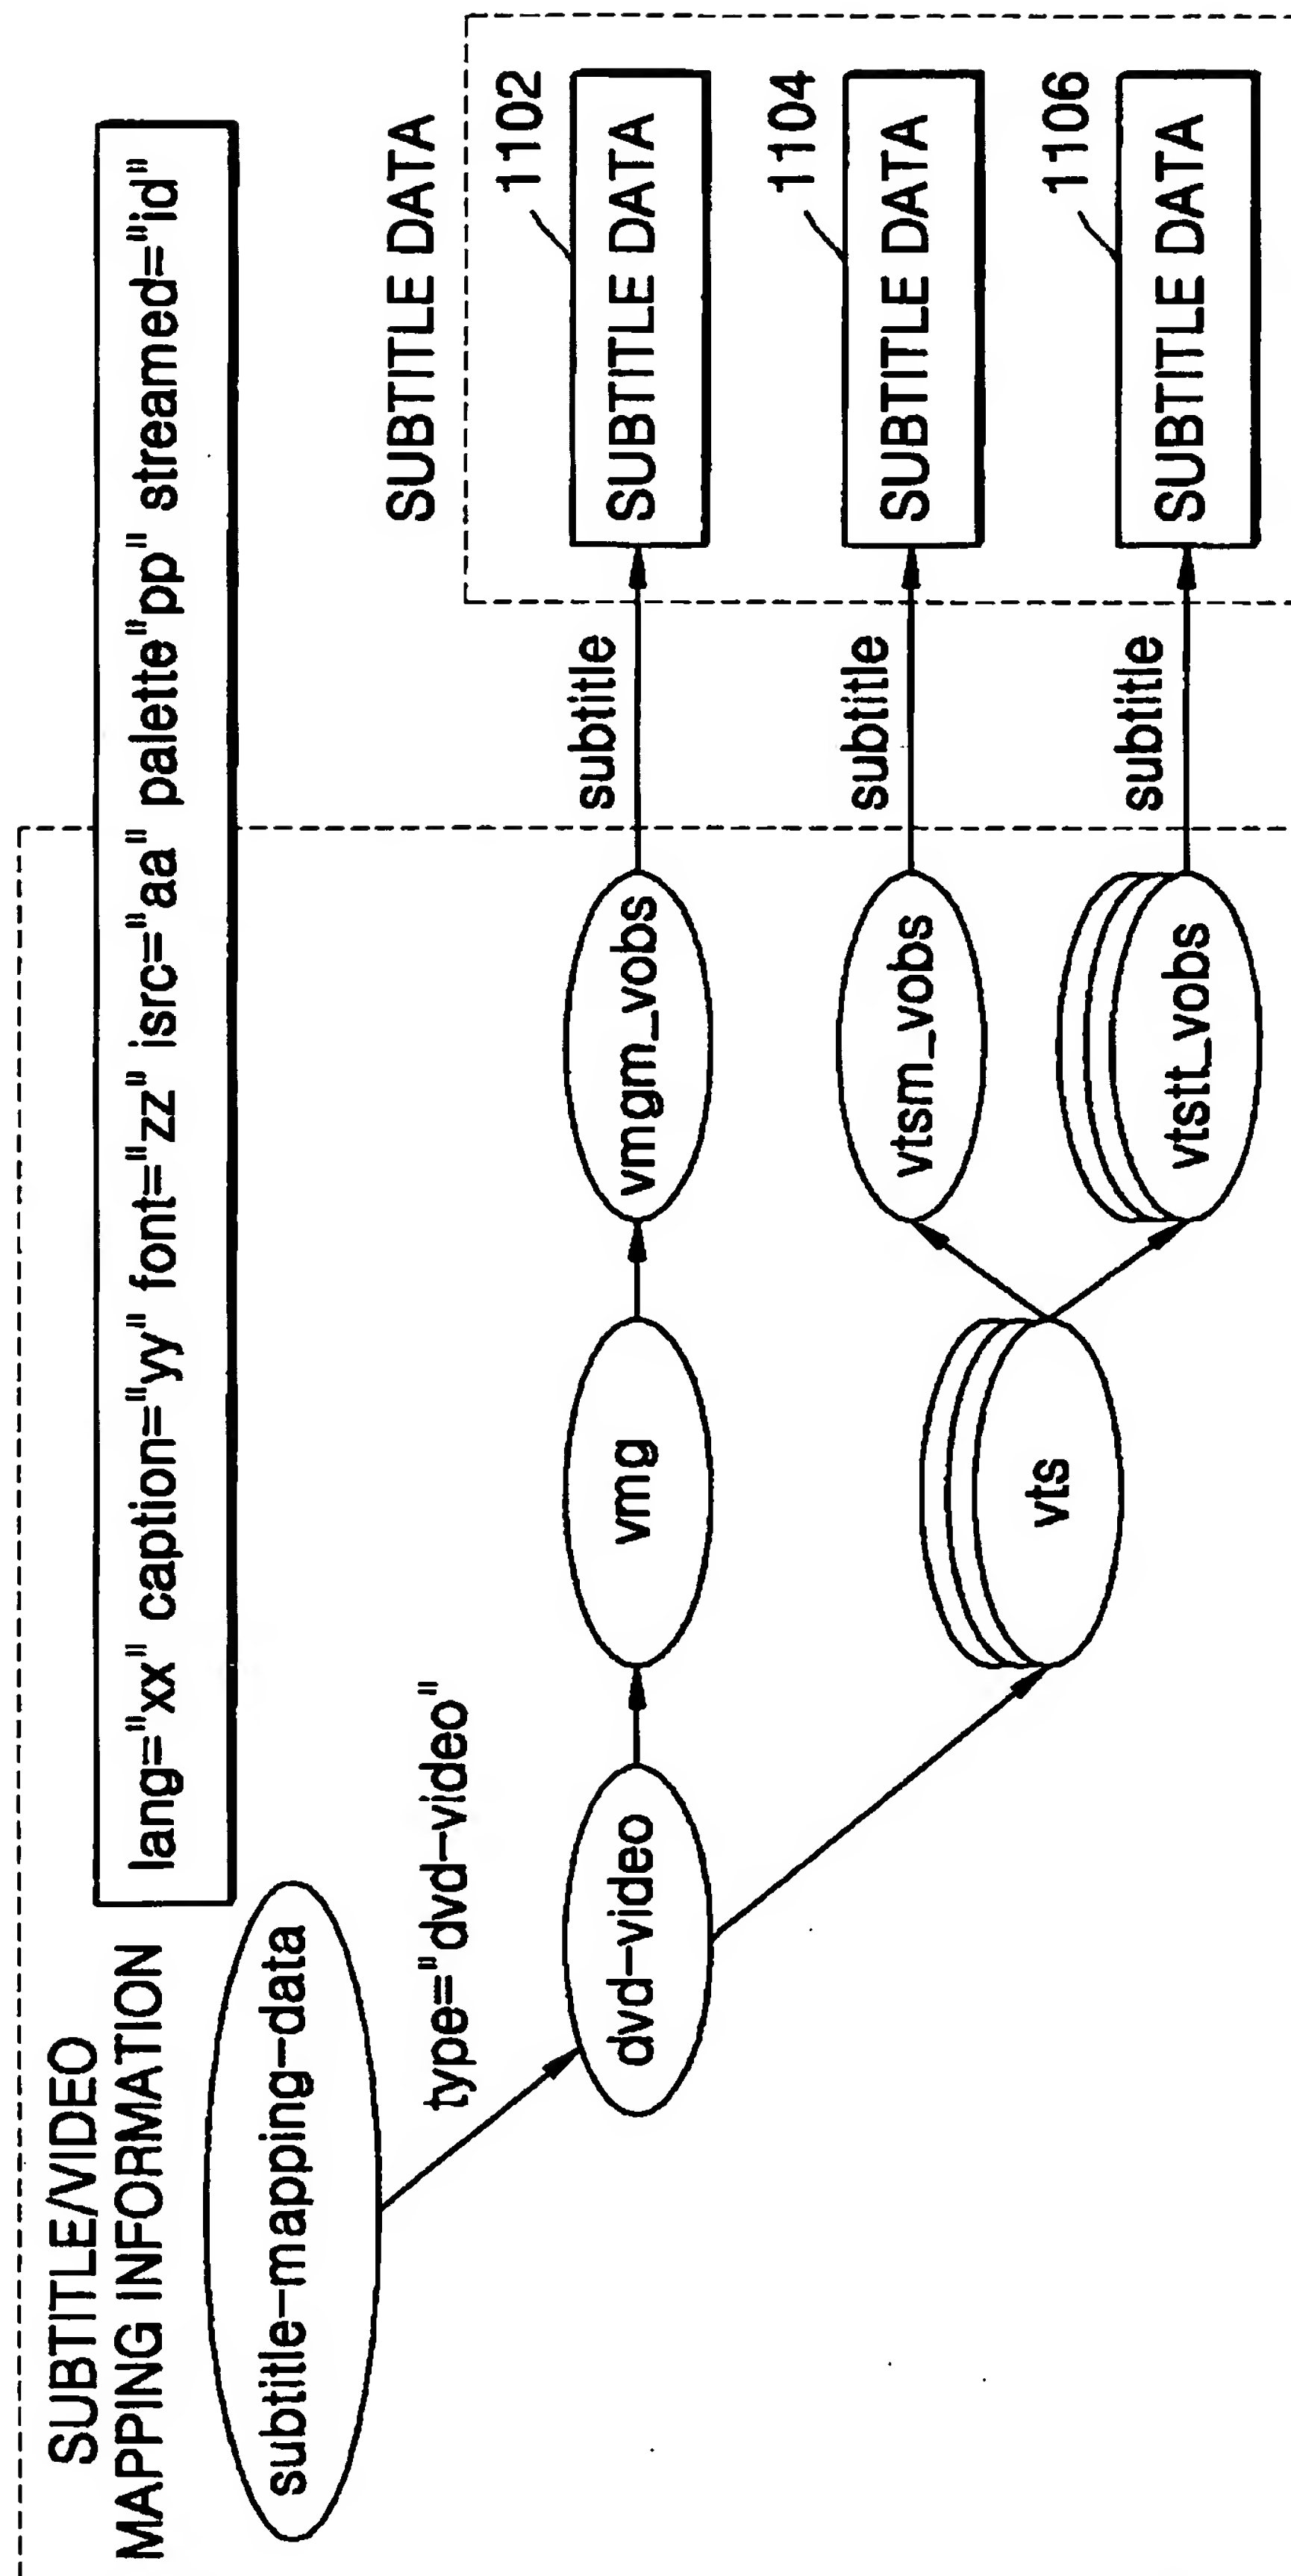 SUBTITLE/VIDEO
MAPPING INFORMATION
lang="xx" caption="yy" font="zz" isrc="aa" palette"pp" streamed="id"
subtitle-mapping-data
type="dvd-video"
SUBTITLE DATA
dvd-video
vmg
vmgm_vobs
subtitle
SUBTITLE DATA
1102
vts
vtsm_vobs
subtitle
SUBTITLE DATA
1104
vtstt_vobs
subtitle
SUBTITLE DATA
1106